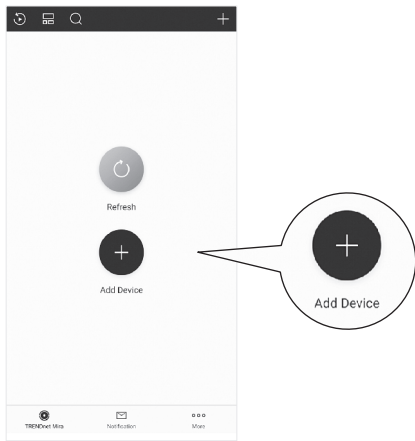 Refresh
Add Device
Add Device
TRENDnet Mira
Notification
More